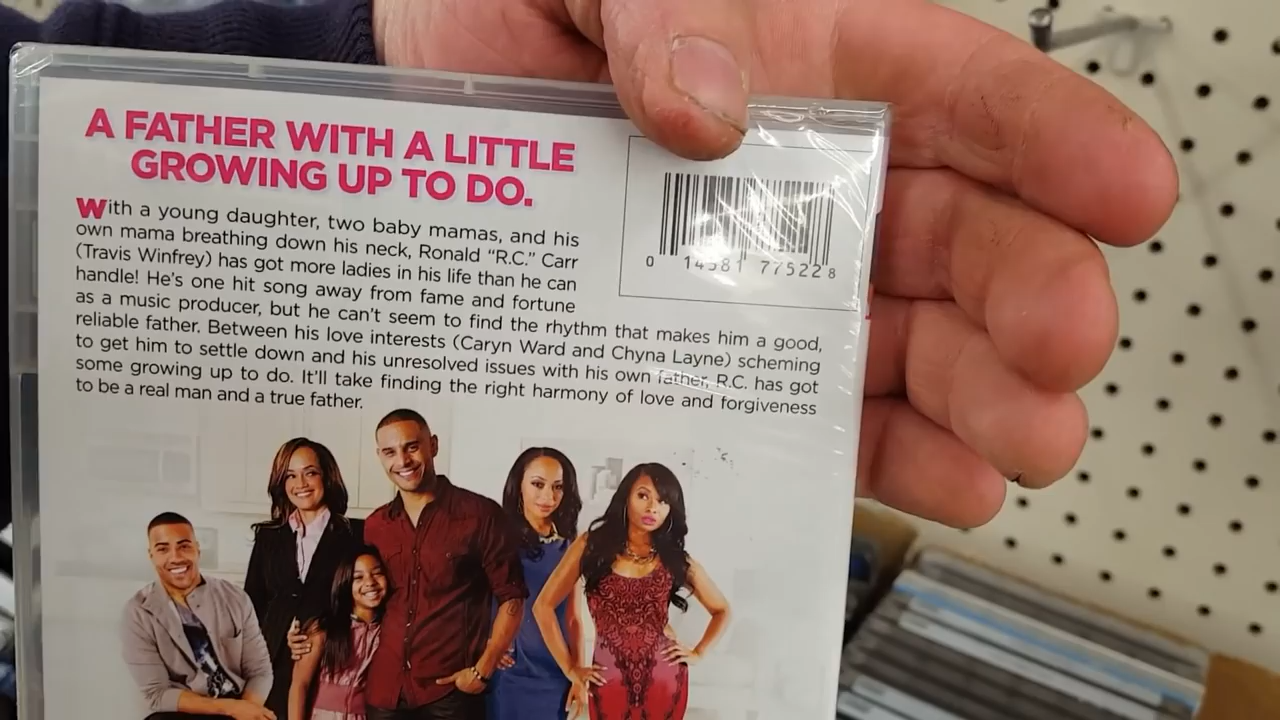 A FATHER WITH A LITTLE
GROWING UP TO DO.
With a young daughter, two baby mamas, and his
own mama breathing down his neck, Ronald "R.C." Carr
(Travis Winfrey) has got more ladies in his life than he can
handle! He's one hit song away from fame and fortune
as a music producer, but he can't seem to find the rhythm that makes him a good,
reliable father. Between his love interests (Caryn Ward and Chyna Layne) scheming
to get him to settle down and his unresolved issues with his own father, R.C. has got
some growing up to do. It'll take finding the right harmony of love and forgiveness
to be a real man and a true father.
0 14381 77522 8